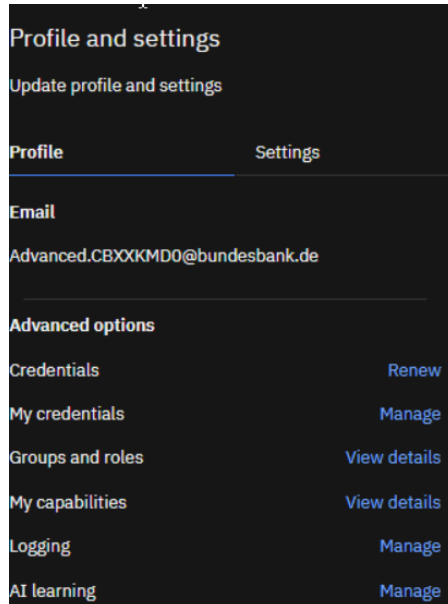 Profile and settings
Update profile and settings
Profile Settings
Email
Advanced.CBXXKMD0@bundesbank.de
Advanced options
Credentials Renew
My credentials Manage
Groups and roles View details
My capabilities View details
Logging Manage
AI learning Manage